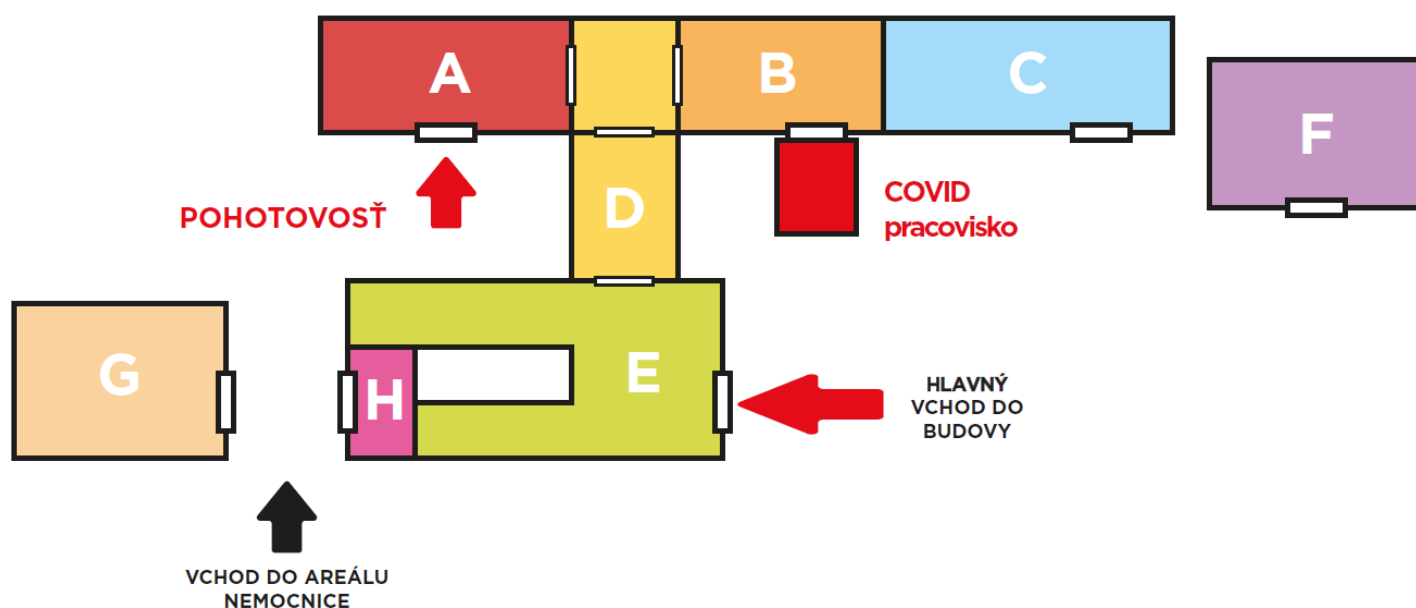 A
B
C
F
D
POHOTOVOSŤ
COVID
pracovisko
G
H
E
HLAVNÝ
VCHOD DO
BUDOVY
VCHOD DO AREÁLU
NEMOCNICE